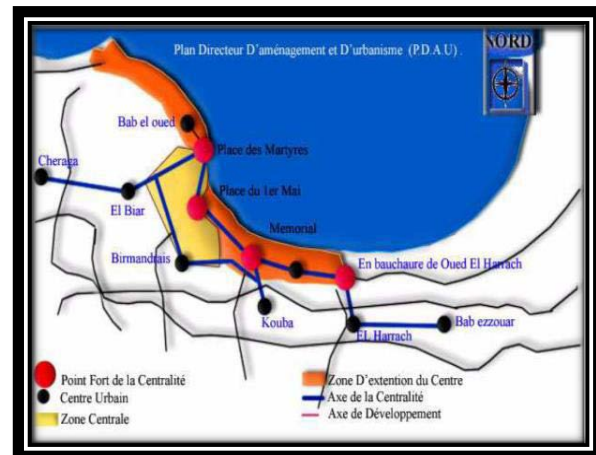 Plan Directeur D'aménagement et D'urbanisme (P.D.A.U) .
NORD
Bab el oued
Place des Martyres
Cheraga
Place du 1er Mai
El Biar
Memorial
Birmandrais
En bauchaure de Oued El Harrach
Kouba
EL Harrach
Bab ezzouar
Point Fort de la Centralité
Centre Urbain
Zone Centrale
Zone D'extention du Centre
Axe de la Centralité
Axe de Développement